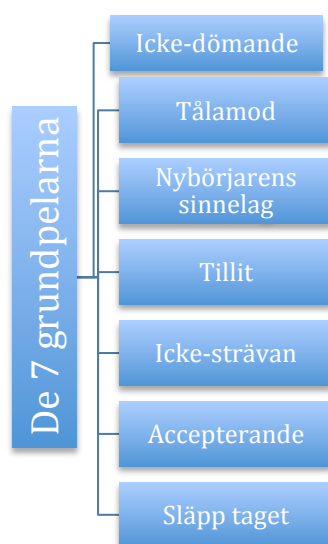 De 7 grundpelarna
Icke-dömande
Tålamod
Nybörjarens
sinnelag
Tillit
Icke-strävan
Accepterande
Släpp taget